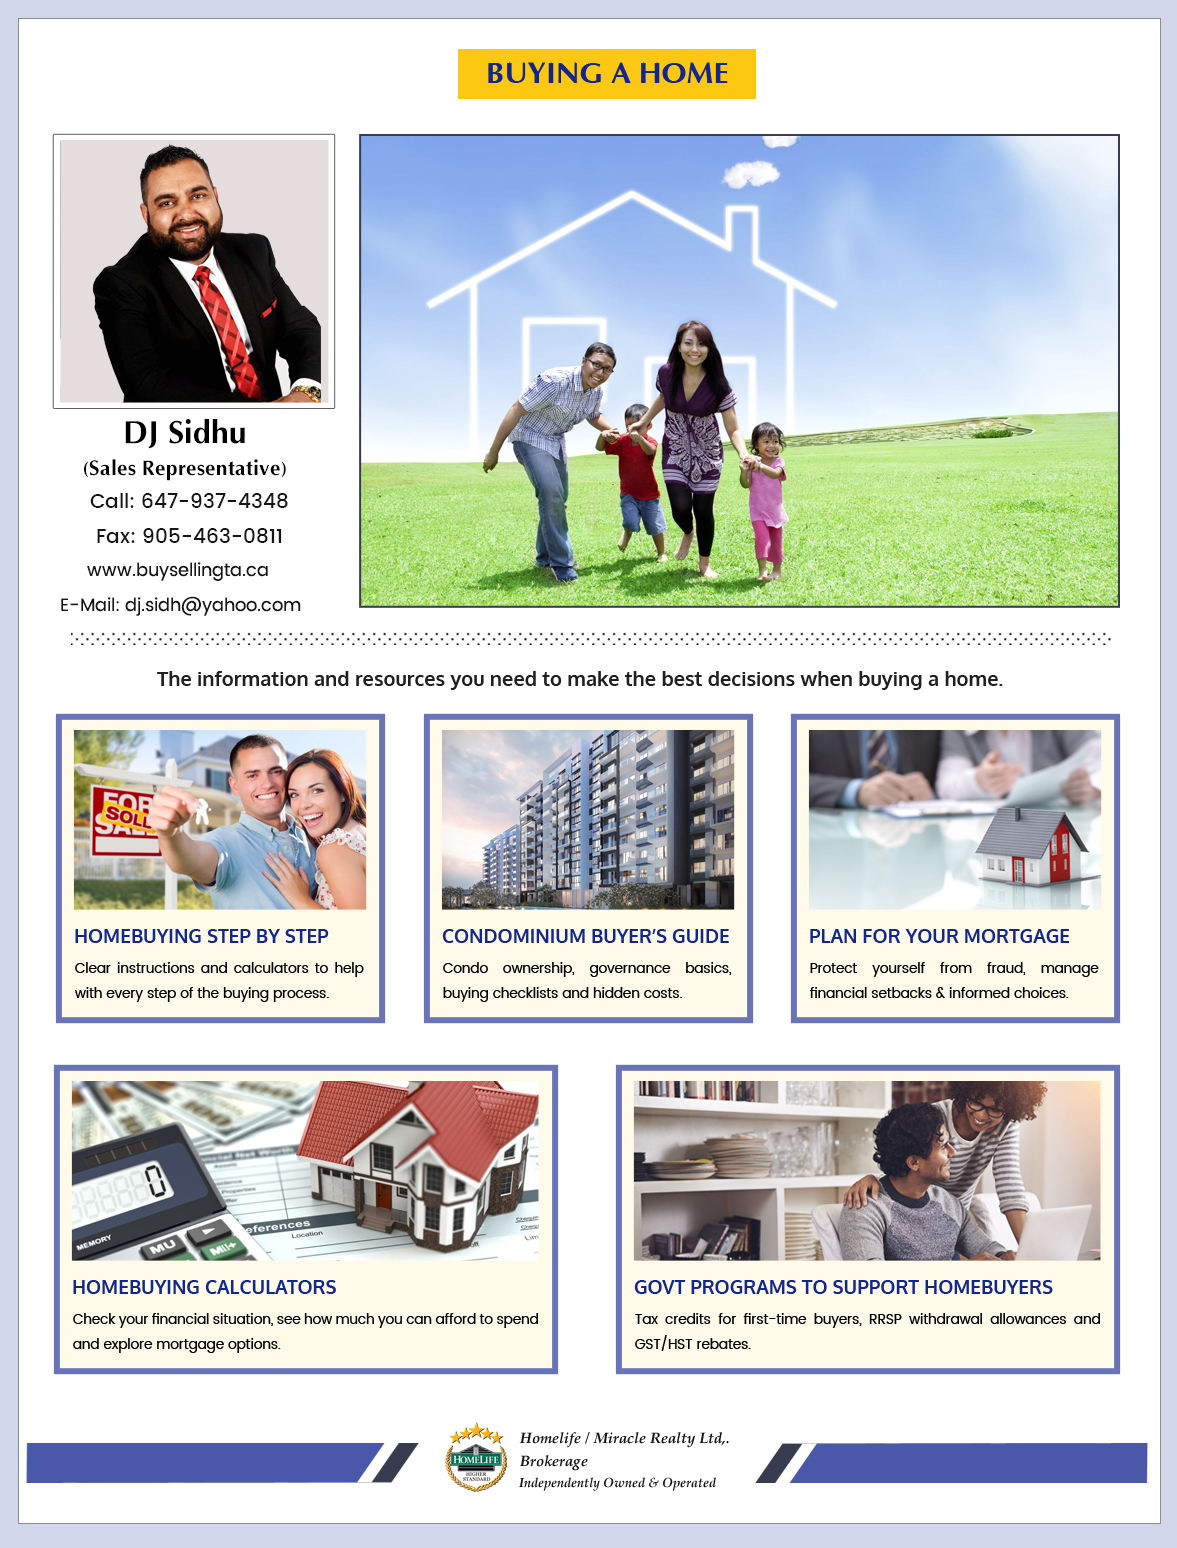 BUYING A HOME
DJ Sidhu
(Sales Representative)
Call: 647-937-4348
Fax: 905-463-0811
www.buysellingta.ca
E-Mail: dj.sidh@yahoo.com
The information and resources you need to make the best decisions when buying a home.
FOR
SOLD
SALE
HOMEBUYING STEP BY STEP
Clear instructions and calculators to help
with every step of the buying process.
CONDOMINIUM BUYER'S GUIDE
Condo ownership, governance basics,
buying checklists and hidden costs.
PLAN FOR YOUR MORTGAGE
Protect yourself from fraud, manage
financial setbacks & informed choices.
0
MEMORY
MU
MII+
eferences
Location
HOMEBUYING CALCULATORS
Check your financial situation, see how much you can afford to spend
and explore mortgage options.
GOVT PROGRAMS TO SUPPORT HOMEBUYERS
Tax credits for first-time buyers, RRSP withdrawal allowances and
GST/HST rebates.
HOMELIFE
HIGHER
STANDARD
Homelife / Miracle Realty Ltd,.
Brokerage
Independently Owned & Operated